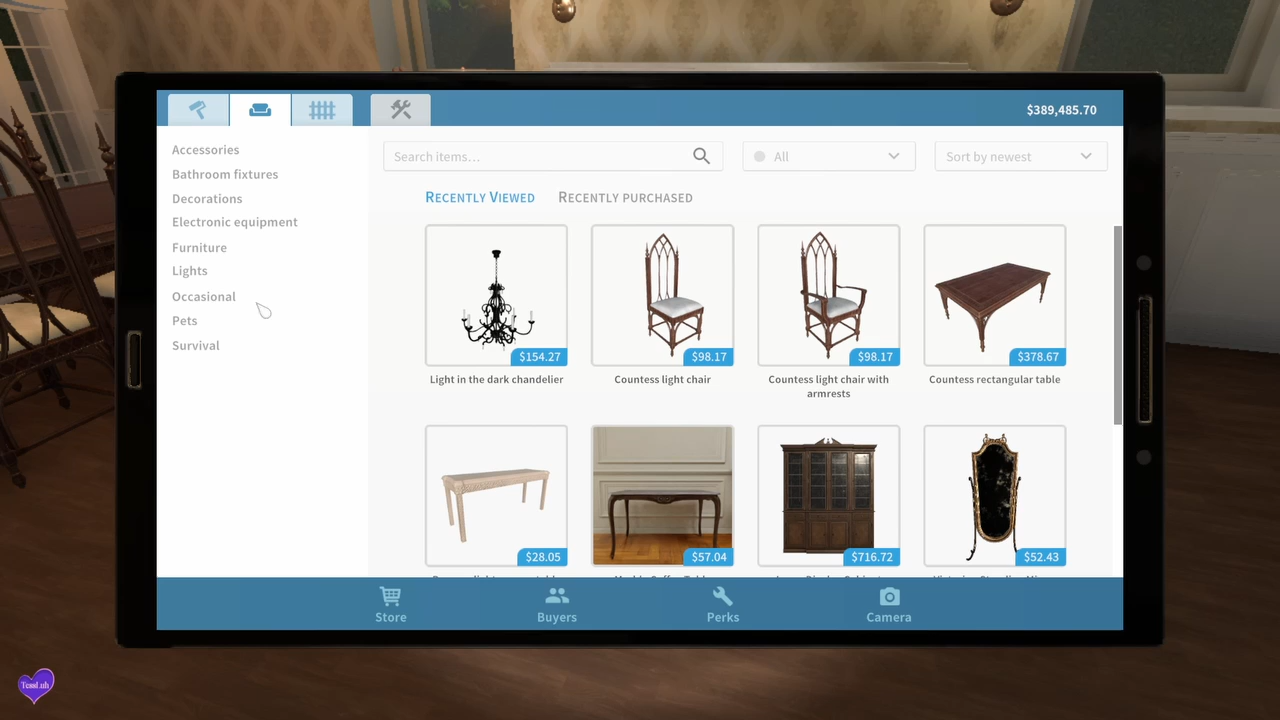 $389,485.70
Search items...
All
Sort by newest
Accessories
Bathroom fixtures
Decorations
Electronic equipment
Furniture
Lights
Occasional
Pets
Survival
RECENTLY VIEWED
RECENTLY PURCHASED
$154.27
$98.17
$98.17
$378.67
Light in the dark chandelier
Countess light chair
Countess light chair with
armrests
Countess rectangular table
$28.05
$57.04
$716.72
$52.43
Store
Buyers
Perks
Camera
TessLuh